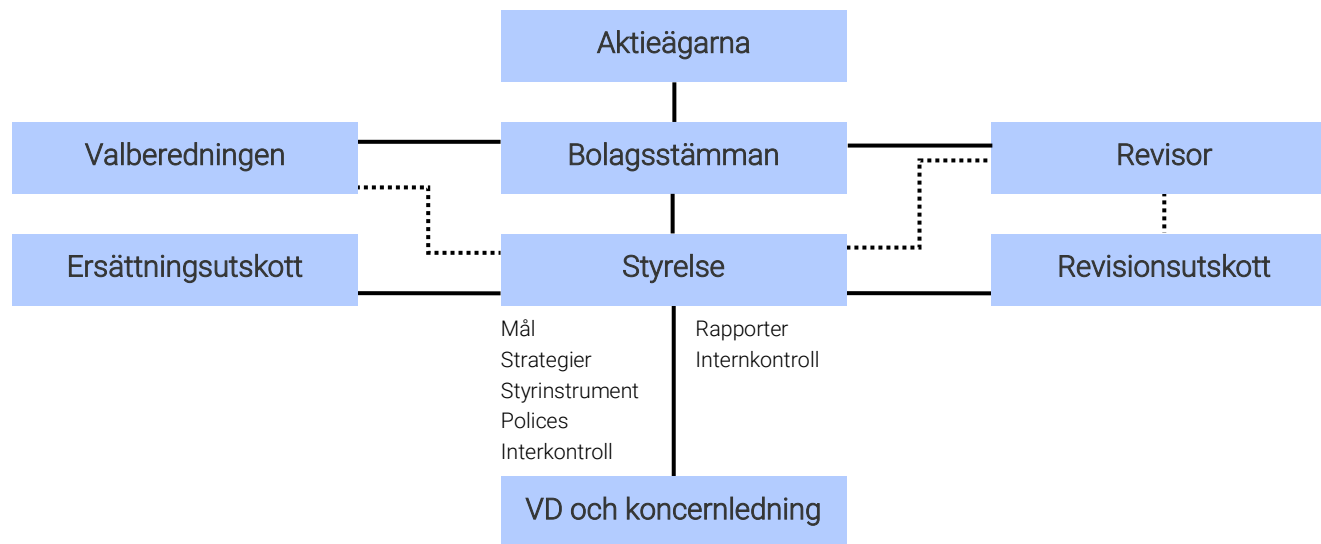 Aktieägarna
Valberedningen
Bolagsstämman
Revisor
Ersättningsutskott
Styrelse
Revisionsutskott
Mål
Strategier
Styrinstrument
Polices
Interkontroll
Rapporter
Internkontroll
VD och koncernledning